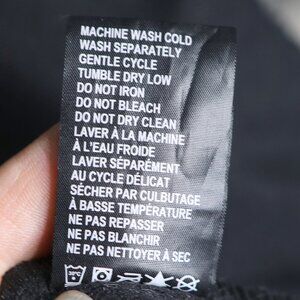 MACHINE WASH COLD
WASH SEPARATELY
GENTLE CYCLE
TUMBLE DRY LOW
DO NOT IRON
DO NOT BLEACH
DO NOT DRY CLEAN
LAVER À LA MACHINE
À L'EAU FROIDE
LAVER SÉPARÉMENT
AU CYCLE DÉLICAT
SÉCHER PAR CULBUTAGE
À BASSE TEMPÉRATURE
NE PAS REPASSER
NE PAS BLANCHIR
NE PAS NETTOYER À SEC